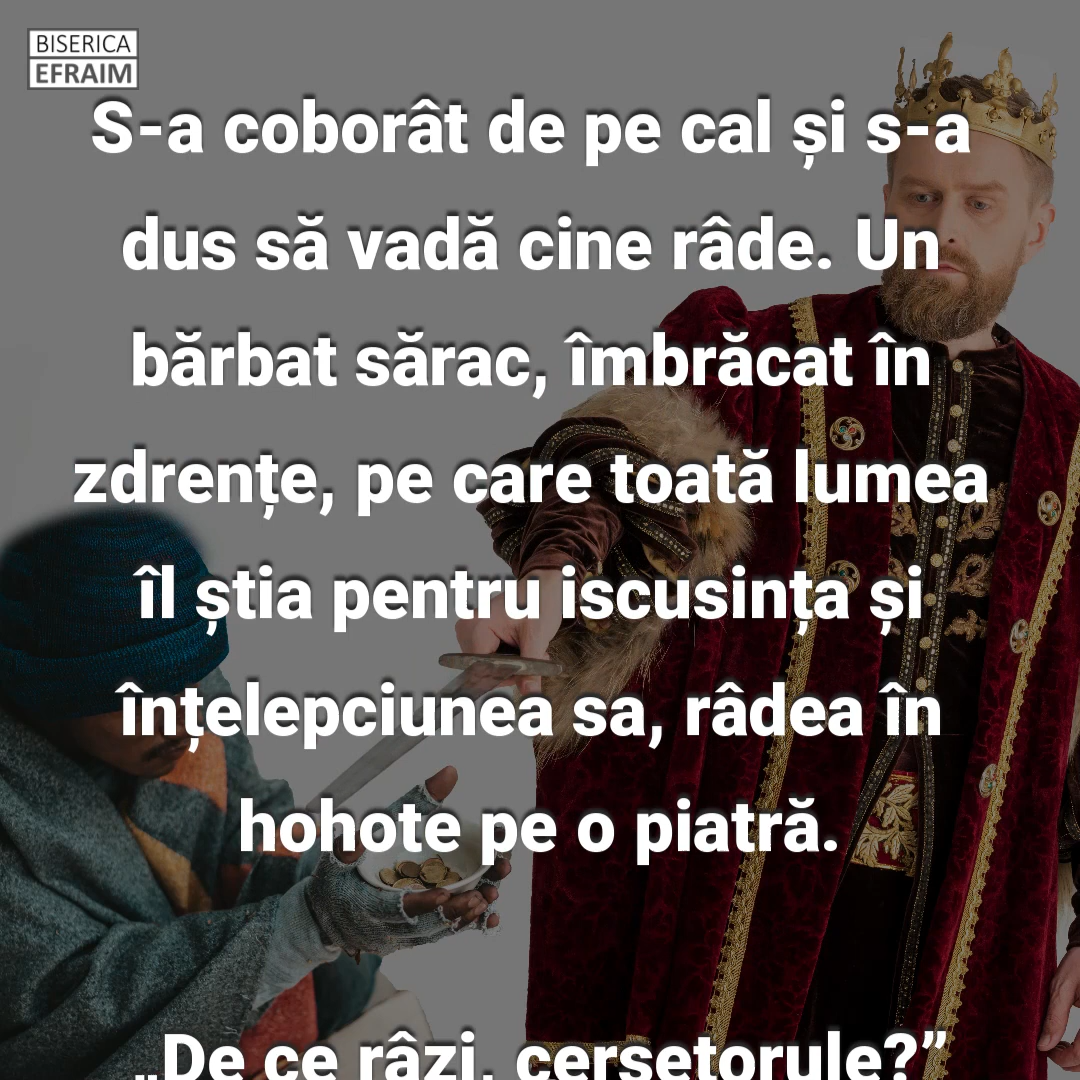 BISERICA
EFRAIM
S-a coborât de pe cal și s-a
dus să vadă cine râde. Un
bărbat sărac, îmbrăcat în
zdrențe, pe care toată lumea
îl știa pentru iscusința și
înțelepciunea sa, râdea în
hohote pe o piatră.
„De ce râzi, cerșetorule?”